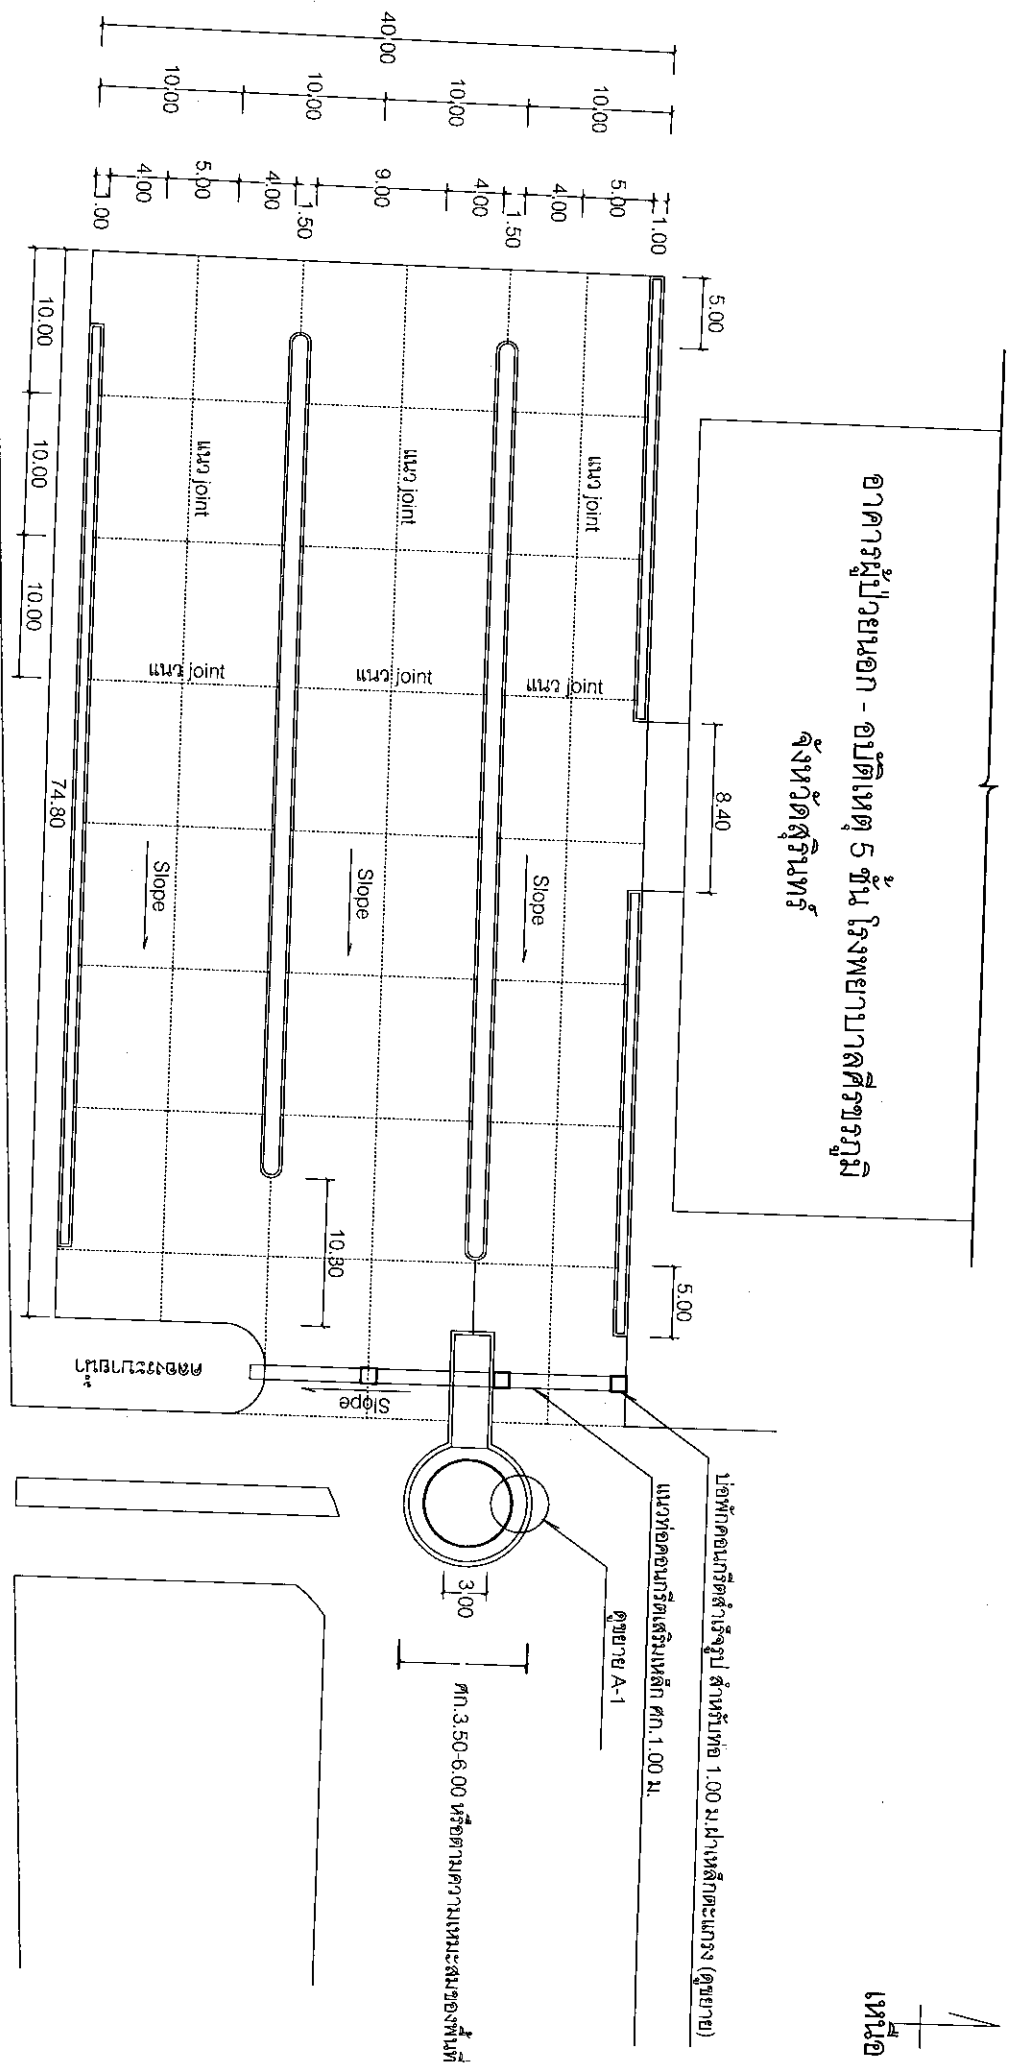 เหนือ
อาคารผู้ป่วยนอก - อุบัติเหตุ 5 ชั้น โรงพยาบาลศีขรภูมิ
จังหวัดสุรินทร์
5.00
8.40
5.00
40.00
10.00
10.00
10.00
10.00
1.00
5.00
4.00
1.50
4.00
9.00
1.50
4.00
5.00
4.00
1.00
แนว joint
แนว joint
แนว joint
แนว joint
แนว joint
แนว joint
Slope
Slope
Slope
Slope
10.80
คลองระบายน้ำ
10.00
10.00
10.00
74.80
3.00
บ่อพักคอนกรีตสำเร็จรูป สำหรับท่อ 1.00 ม.ฝาเหล็กตะแกรง (ดูขยาย)
แนวท่อคอนกรีตเสริมเหล็ก ศก.1.00 ม.
ดูขยาย A-1
ศก.3.50-6.00 หรือตามความเหมาะสมของพื้นที่